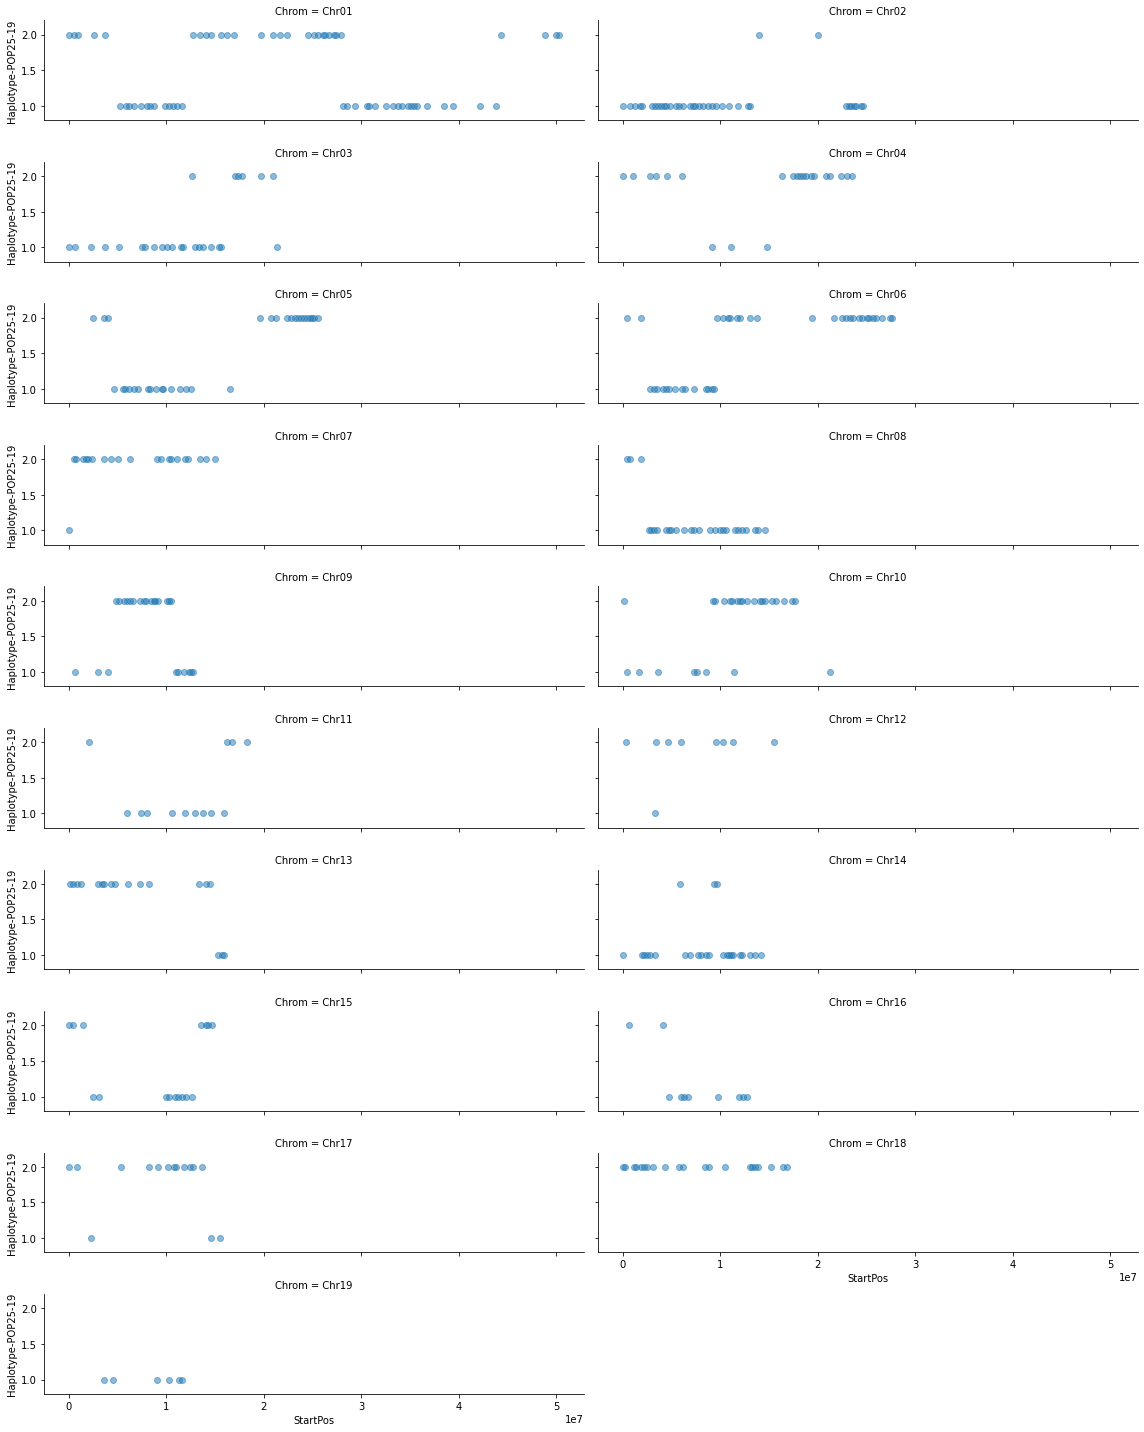 Chrom = Chr01
Chrom = Chr02
Haplotype-POP25-19
2.0
1.5
1.0
Chrom = Chr03
Chrom = Chr04
Haplotype-POP25-19
2.0
1.5
1.0
Chrom = Chr05
Chrom = Chr06
Haplotype-POP25-19
2.0
1.5
1.0
Chrom = Chr07
Chrom = Chr08
Haplotype-POP25-19
2.0
1.5
1.0
Chrom = Chr09
Chrom = Chr10
Haplotype-POP25-19
2.0
1.5
1.0
Chrom = Chr11
Chrom = Chr12
Haplotype-POP25-19
2.0
1.5
1.0
Chrom = Chr13
Chrom = Chr14
Haplotype-POP25-19
2.0
1.5
1.0
Chrom = Chr15
Chrom = Chr16
Haplotype-POP25-19
2.0
1.5
1.0
Chrom = Chr17
Chrom = Chr18
Haplotype-POP25-19
2.0
1.5
1.0
0 1 2 3 4 5
1e7
StartPos
Chrom = Chr19
Haplotype-POP25-19
2.0
1.5
1.0
0 1 2 3 4 5
1e7
StartPos